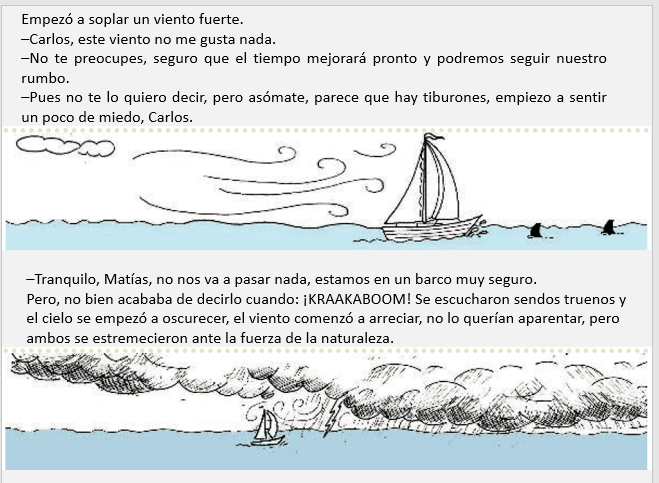 Empezó a soplar un viento fuerte.
–Carlos, este viento no me gusta nada.
–No te preocupes, seguro que el tiempo mejorará pronto y podremos seguir nuestro
rumbo.
–Pues no te lo quiero decir, pero asómate, parece que hay tiburones, empiezo a sentir
un poco de miedo, Carlos.
–Tranquilo, Matías, no nos va a pasar nada, estamos en un barco muy seguro.
Pero, no bien acababa de decirlo cuando: ¡KRAAKABOOM! Se escucharon sendos truenos y
el cielo se empezó a oscurecer, el viento comenzó a arreciar, no lo querían aparentar, pero
ambos se estremecieron ante la fuerza de la naturaleza.